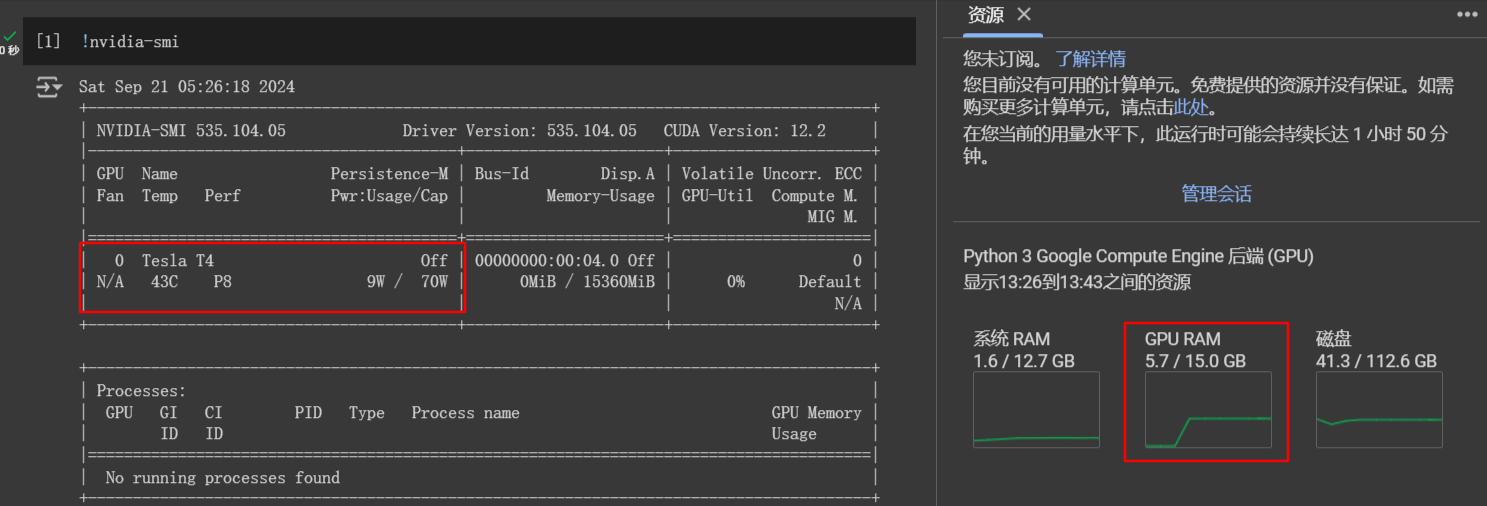 0秒
[1] !nvidia-smi
Sat Sep 21 05:26:18 2024
+---------------------------------------------------------------------------------------+
| NVIDIA-SMI 535.104.05             Driver Version: 535.104.05   CUDA Version: 12.2     |
|-----------------------------------------+----------------------+----------------------+
| GPU  Name                 Persistence-M | Bus-Id        Disp.A | Volatile Uncorr. ECC |
| Fan  Temp   Perf          Pwr:Usage/Cap |         Memory-Usage | GPU-Util  Compute M. |
|                                         |                      |               MIG M. |
|=========================================+======================+======================|
|   0  Tesla T4                       Off | 00000000:00:04.0 Off |                    0 |
| N/A   43C    P8               9W /  70W |      0MiB / 15360MiB |      0%      Default |
|                                         |                      |                  N/A |
+-----------------------------------------+----------------------+----------------------+
+---------------------------------------------------------------------------------------+
| Processes:                                                                            |
|  GPU   GI   CI        PID   Type   Process name                            GPU Memory |
|        ID   ID                                                             Usage      |
|=======================================================================================|
|  No running processes found                                                           |
+---------------------------------------------------------------------------------------+
资源
您未订阅。 了解详情
您目前没有可用的计算单元。免费提供的资源并没有保证。如需
购买更多计算单元，请点击此处。
在您当前的用量水平下，此运行时可能会持续长达 1 小时 50 分
钟。
管理会话
Python 3 Google Compute Engine 后端 (GPU)
显示13:26到13:43之间的资源
系统 RAM
1.6 / 12.7 GB
GPU RAM
5.7 / 15.0 GB
磁盘
41.3 / 112.6 GB